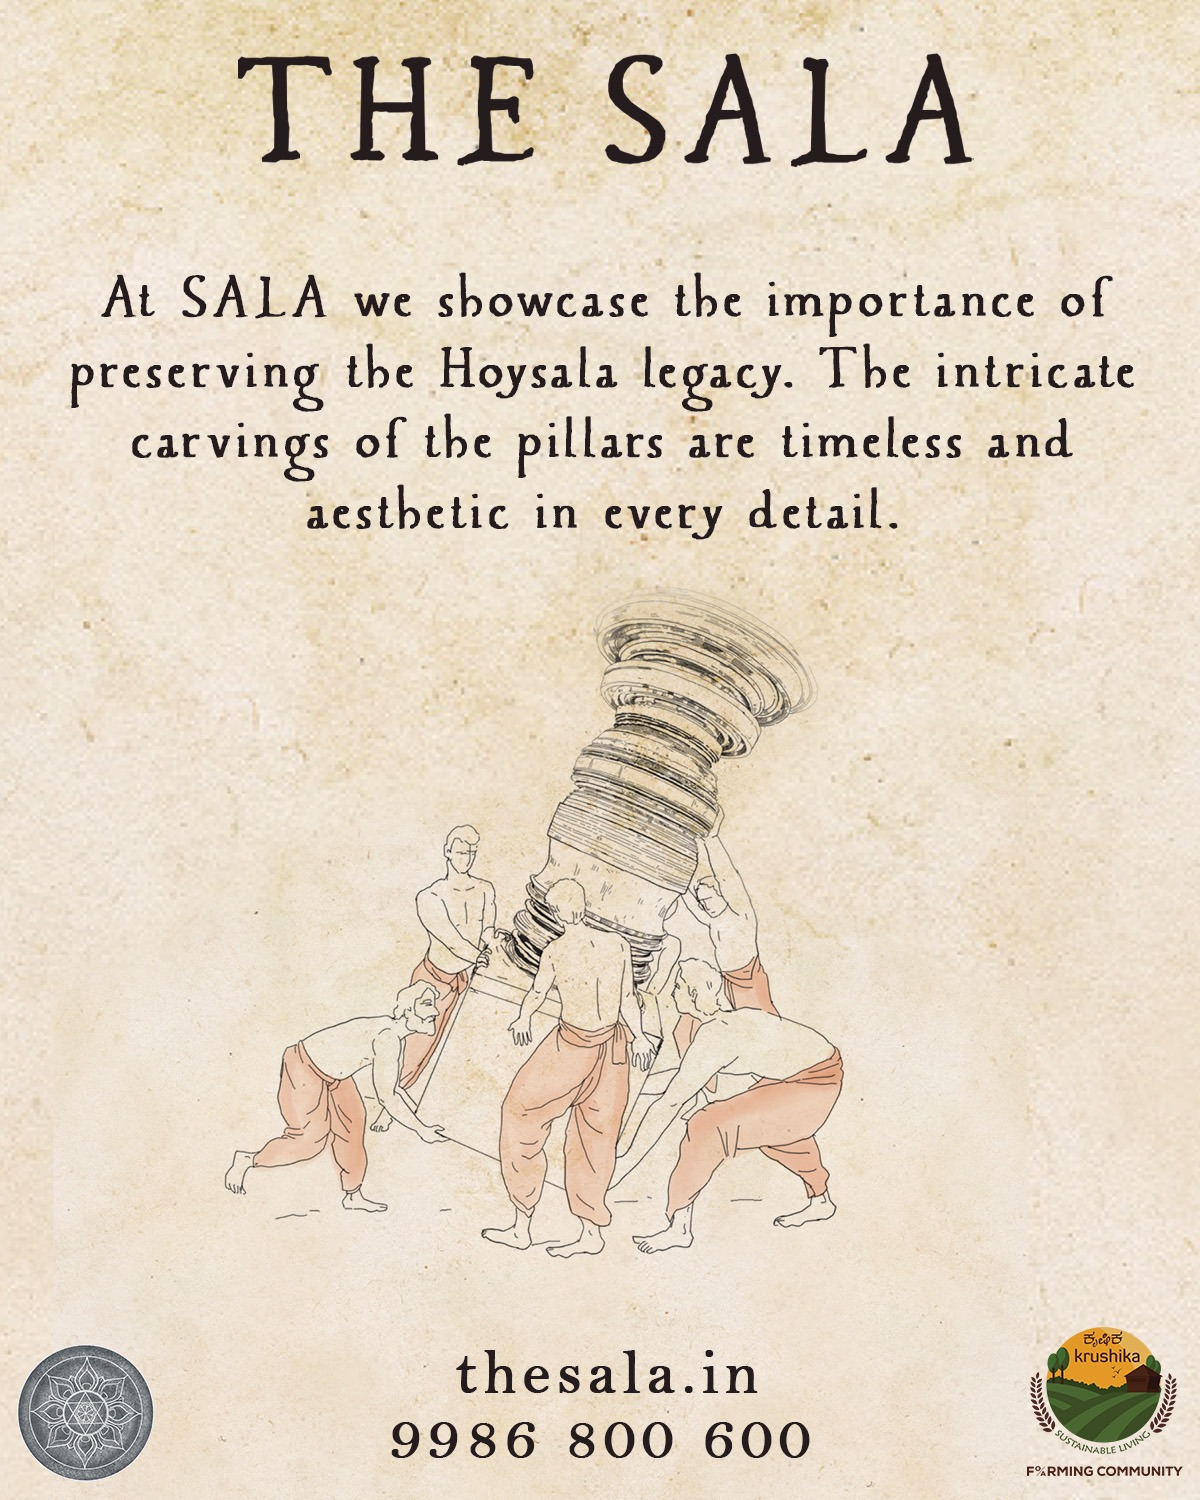 THE SALA
At SALA we showcase the importance of
preserving the Hoysala legacy. The intricate
carvings of the pillars are timeless and
aesthetic in every detail.
thesala.in
9986 800 600
ಕೃಷಿಕ
krushika
SUSTAINABLE LIVING
FARMING COMMUNITY